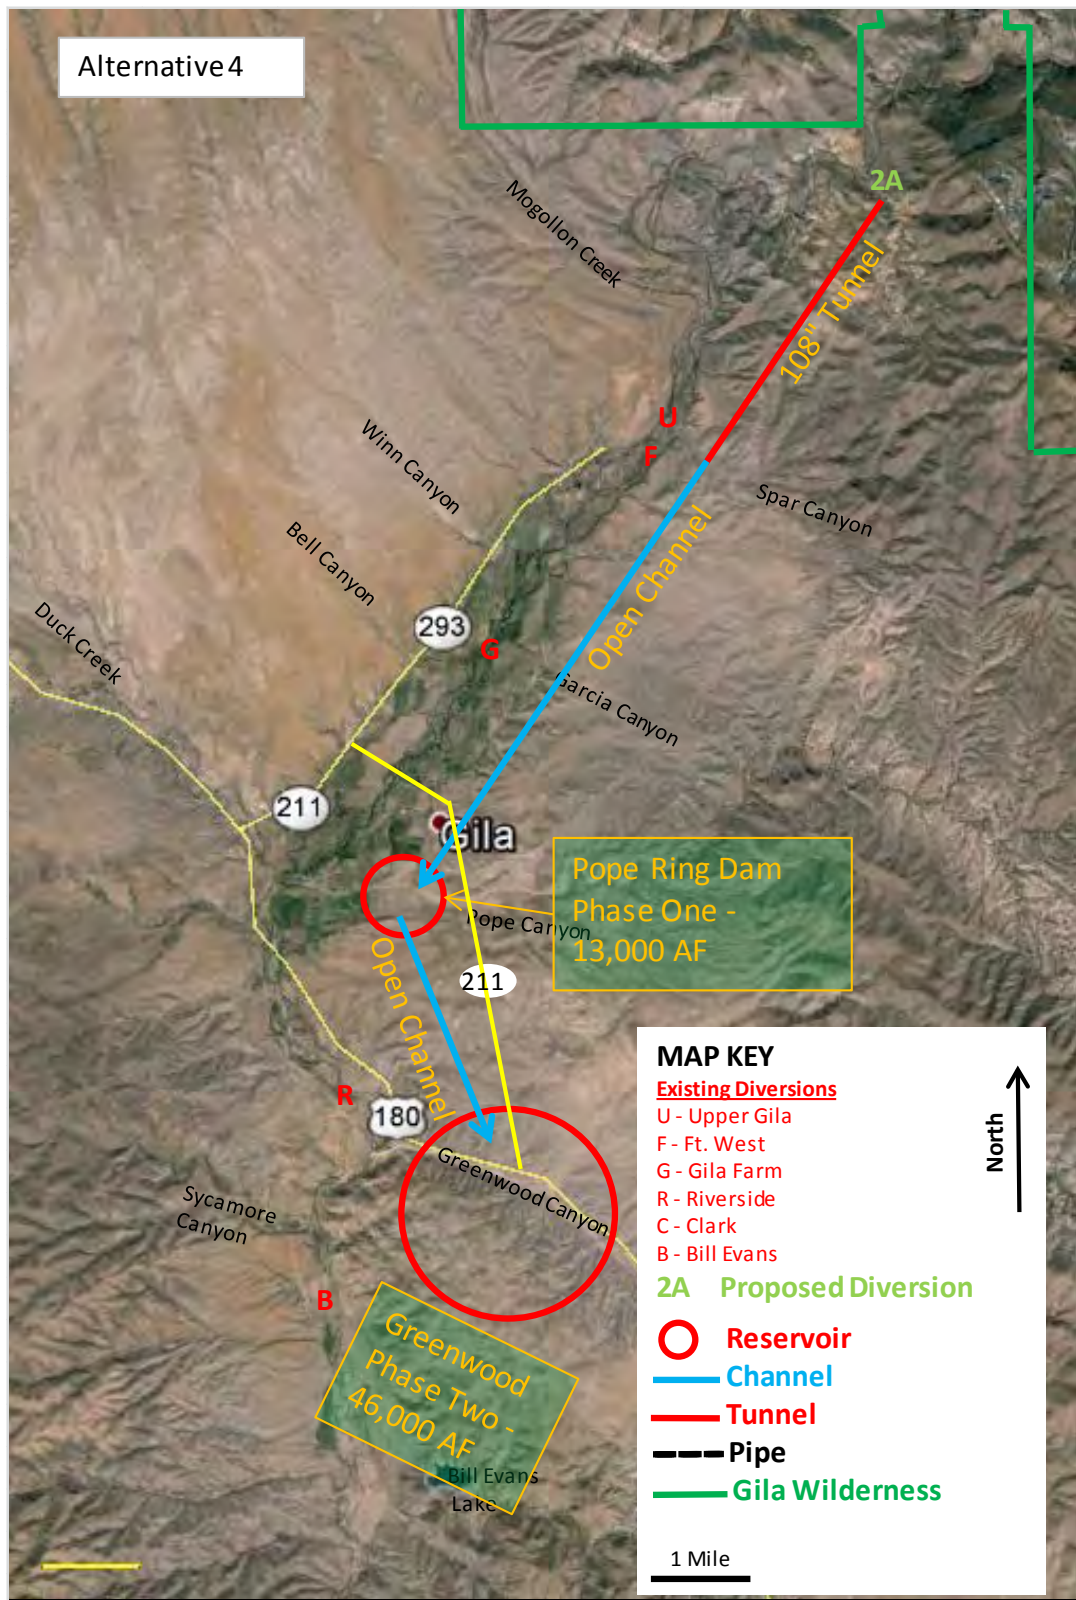 Alternative 4
2A
Mogollon Creek
108" Tunnel
U
F
Winn Canyon
Spar Canyon
Bell Canyon
Open Channel
Duck Creek
293
G
Garcia Canyon
211
Gila
Pope Ring Dam
Phase One -
13,000 AF
Pope Canyon
Open Channel
211
R
180
Greenwood Canyon
Sycamore
Canyon
B
Greenwood
Phase Two -
46,000 AF
Bill Evans
Lake
MAP KEY
Existing Diversions
U - Upper Gila
F - Ft. West
G - Gila Farm
R - Riverside
C - Clark
B - Bill Evans
North
2A Proposed Diversion
Reservoir
Channel
Tunnel
Pipe
Gila Wilderness
1 Mile